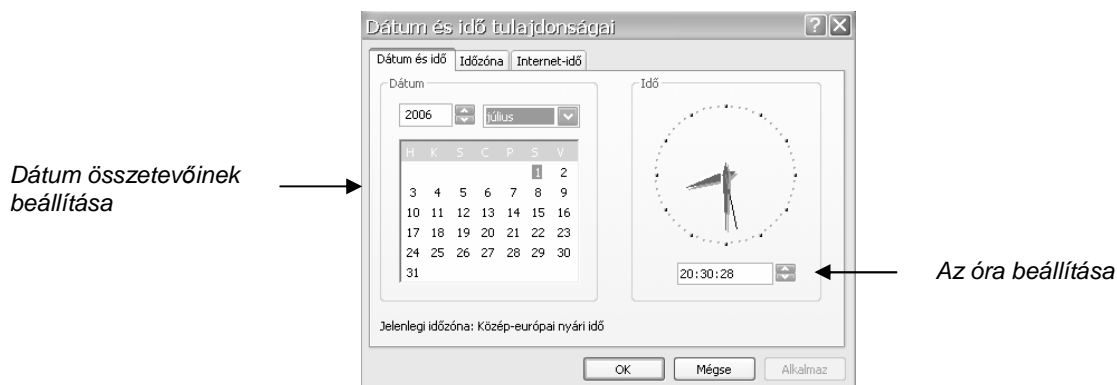 Dátum és idő tulajdonságai
Dátum és idő Időzóna Internet-idő
Dátum
Idő
2006 július
H K S C P S V
1 2
3 4 5 6 7 8 9
10 11 12 13 14 15 16
17 18 19 20 21 22 23
24 25 26 27 28 29 30
31
20:30:28
Jelenlegi időzóna: Közép-európai nyári idő
OK Mégse Alkalmaz
Dátum összetevőinek
beállítása
Az óra beállítása